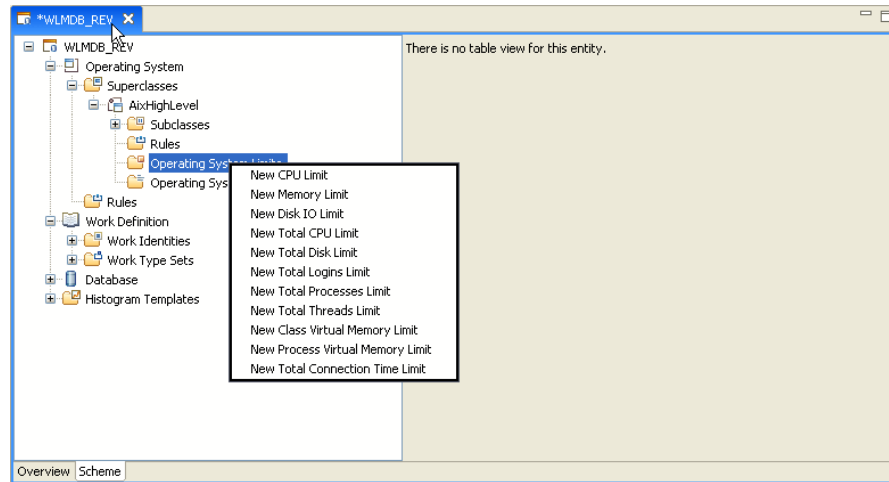 *WLMDB_REV
WLMDB_REV
There is no table view for this entity.
Operating System
Superclasses
AixHighLevel
Subclasses
Rules
Operating System Limits
Operating Sys
Rules
Work Definition
Work Identities
Work Type Sets
Database
Histogram Templates
New CPU Limit
New Memory Limit
New Disk IO Limit
New Total CPU Limit
New Total Disk Limit
New Total Logins Limit
New Total Processes Limit
New Total Threads Limit
New Class Virtual Memory Limit
New Process Virtual Memory Limit
New Total Connection Time Limit
Overview Scheme